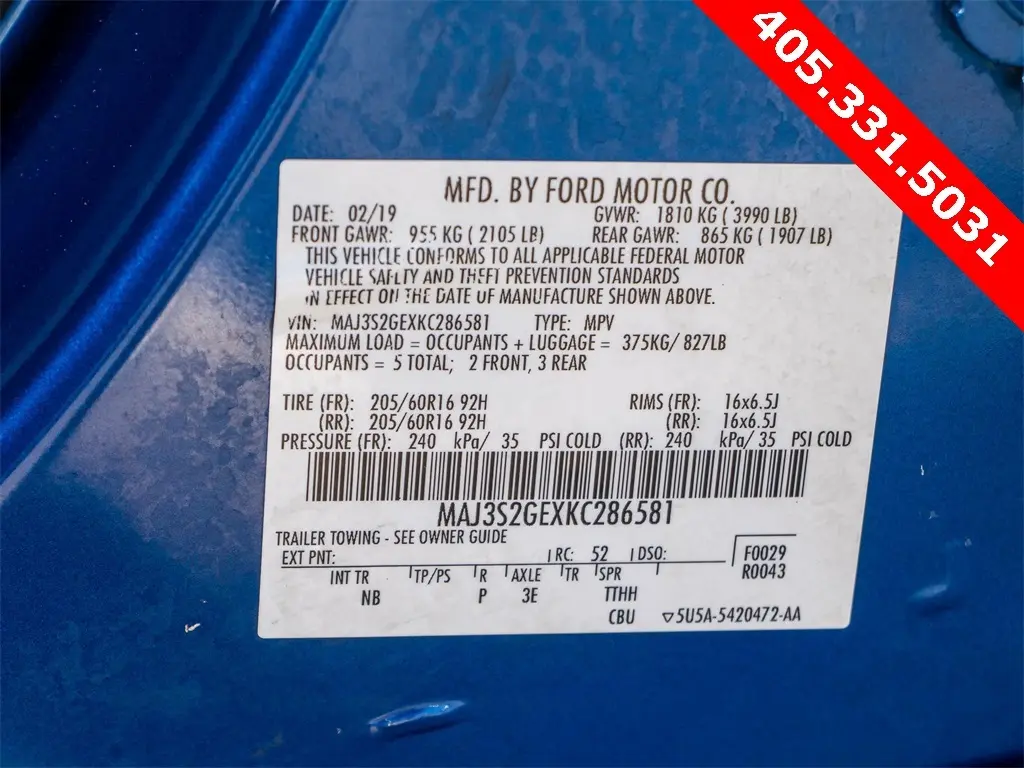 405.331.5031
MFD. BY FORD MOTOR CO.
DATE: 02/19 GVWR: 1810 KG ( 3990 LB)
FRONT GAWR: 955 KG ( 2105 LB) REAR GAWR: 865 KG ( 1907 LB)
THIS VEHICLE CONFORMS TO ALL APPLICABLE FEDERAL MOTOR
VEHICLE SAFETY AND THEFT PREVENTION STANDARDS
IN EFFECT ON THE DATE OF MANUFACTURE SHOWN ABOVE.
VIN: MAJ3S2GEXKC286581 TYPE: MPV
MAXIMUM LOAD = OCCUPANTS + LUGGAGE = 375KG/ 827LB
OCCUPANTS = 5 TOTAL; 2 FRONT, 3 REAR
TIRE (FR): 205/60R16 92H RIMS (FR): 16x6.5J
(RR): 205/60R16 92H (RR): 16x6.5J
PRESSURE (FR): 240 kPa/ 35 PSI COLD (RR): 240 kPa/ 35 PSI COLD
MAJ3S2GEXKC286581
TRAILER TOWING - SEE OWNER GUIDE
EXT PNT: RC: 52 DSO: F0029
R0043
INT TR TP/PS R AXLE TR SPR
NB P 3E TTHH
CBU ▽5U5A-5420472-AA